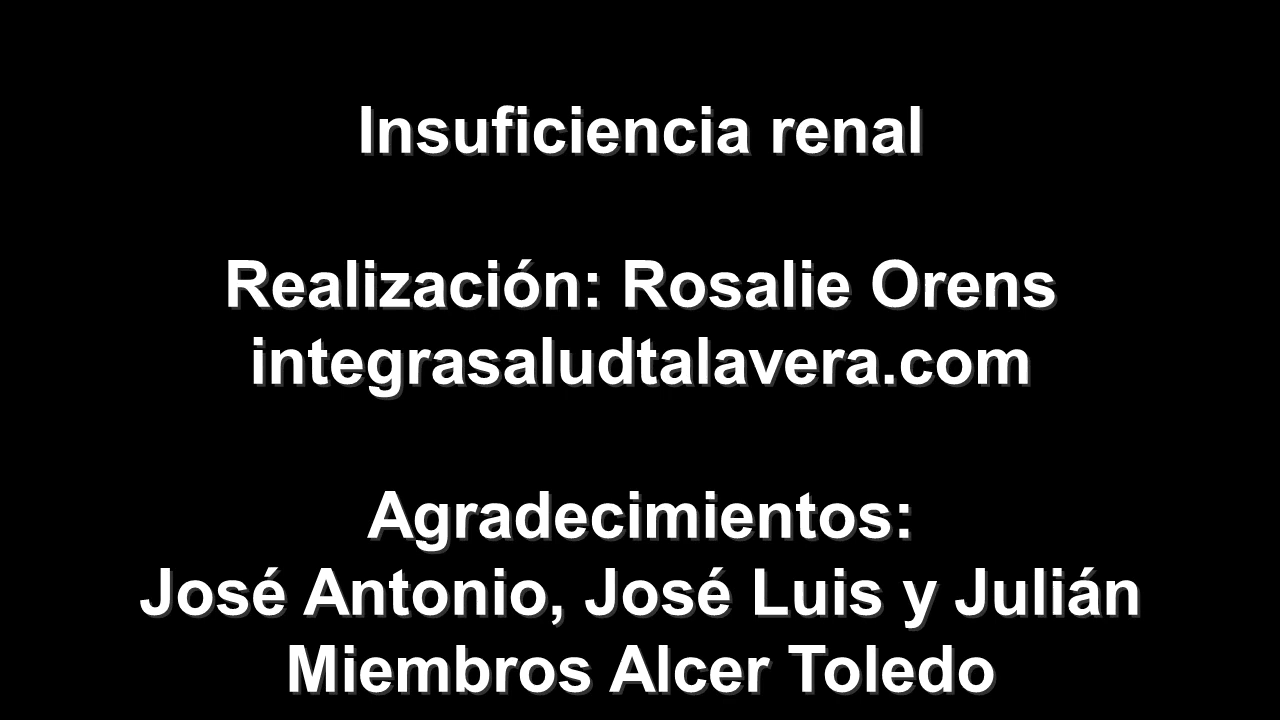 Insuficiencia renal
Realización: Rosalie Orens
integrasaludtalavera.com
Agradecimientos:
José Antonio, José Luis y Julián
Miembros Alcer Toledo